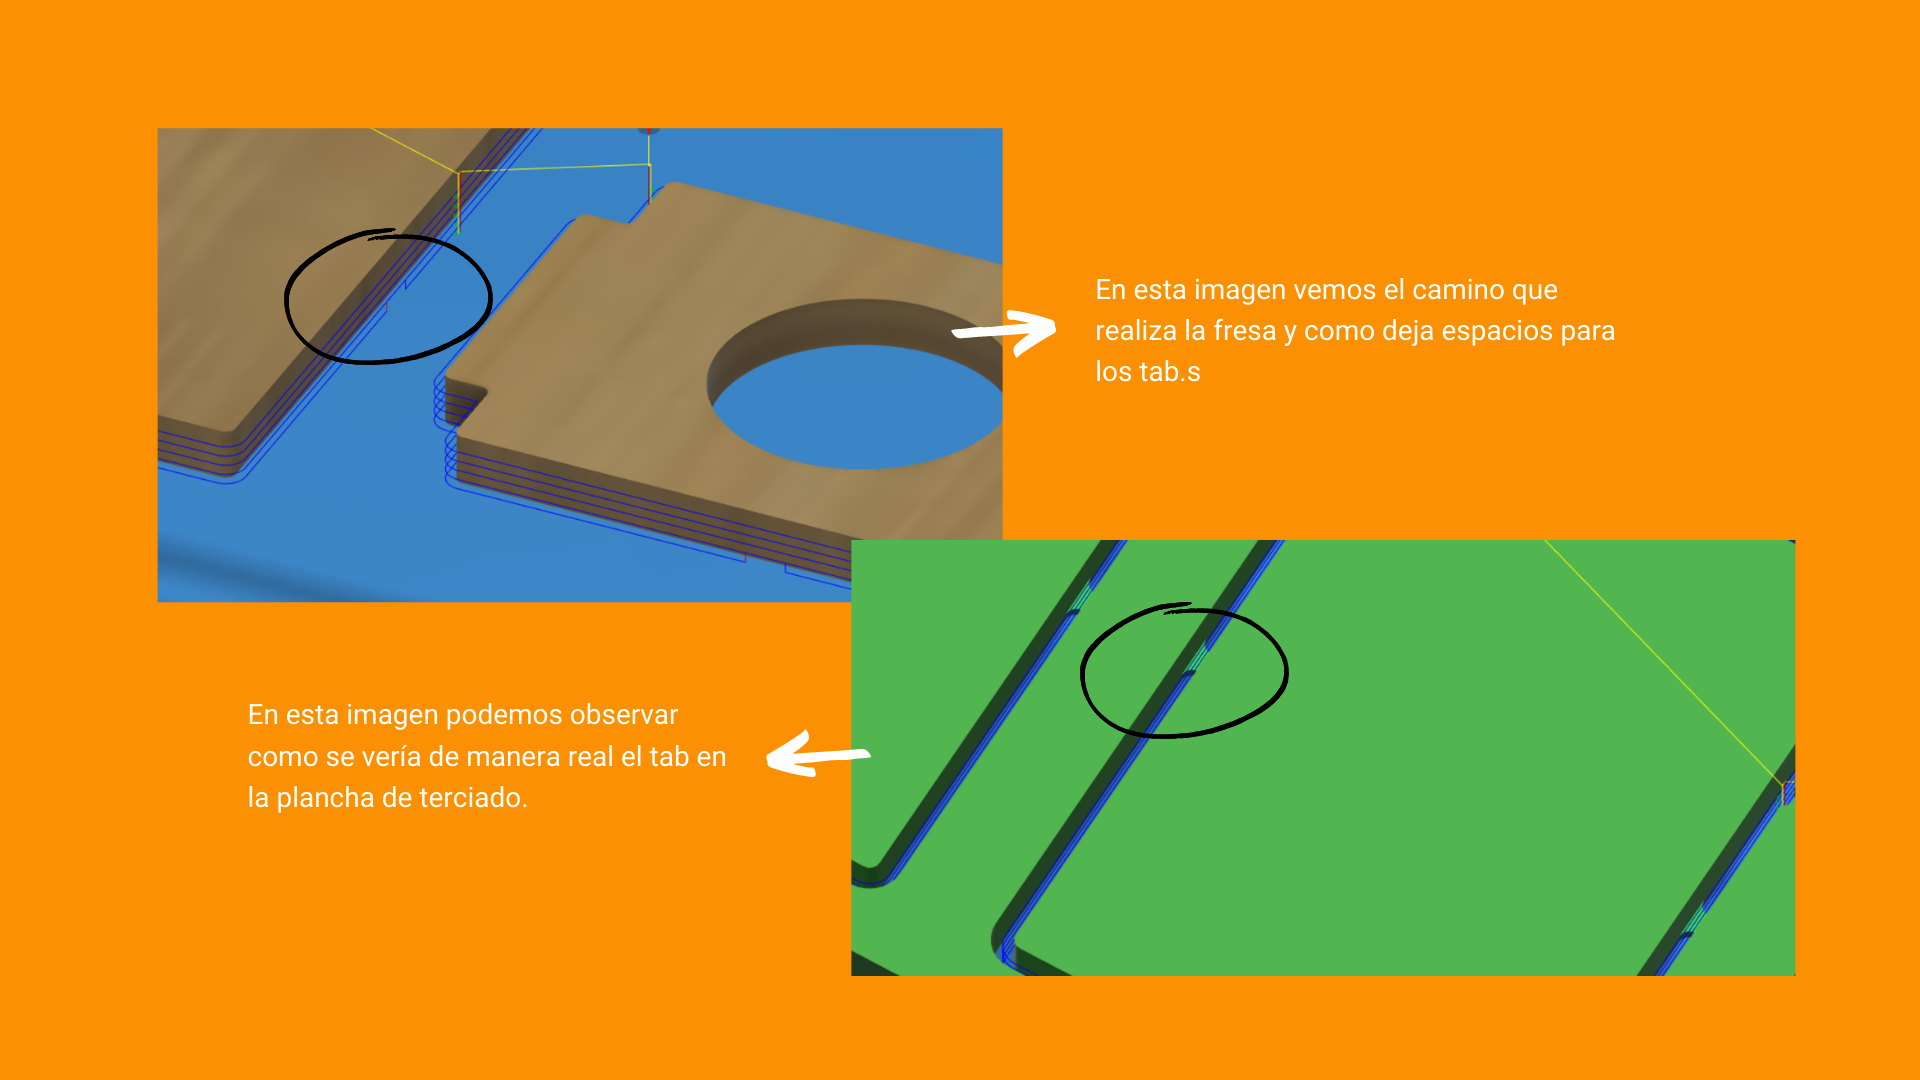 En esta imagen vemos el camino que
realiza la fresa y como deja espacios para
los tab.s
En esta imagen podemos observar
como se vería de manera real el tab en
la plancha de terciado.